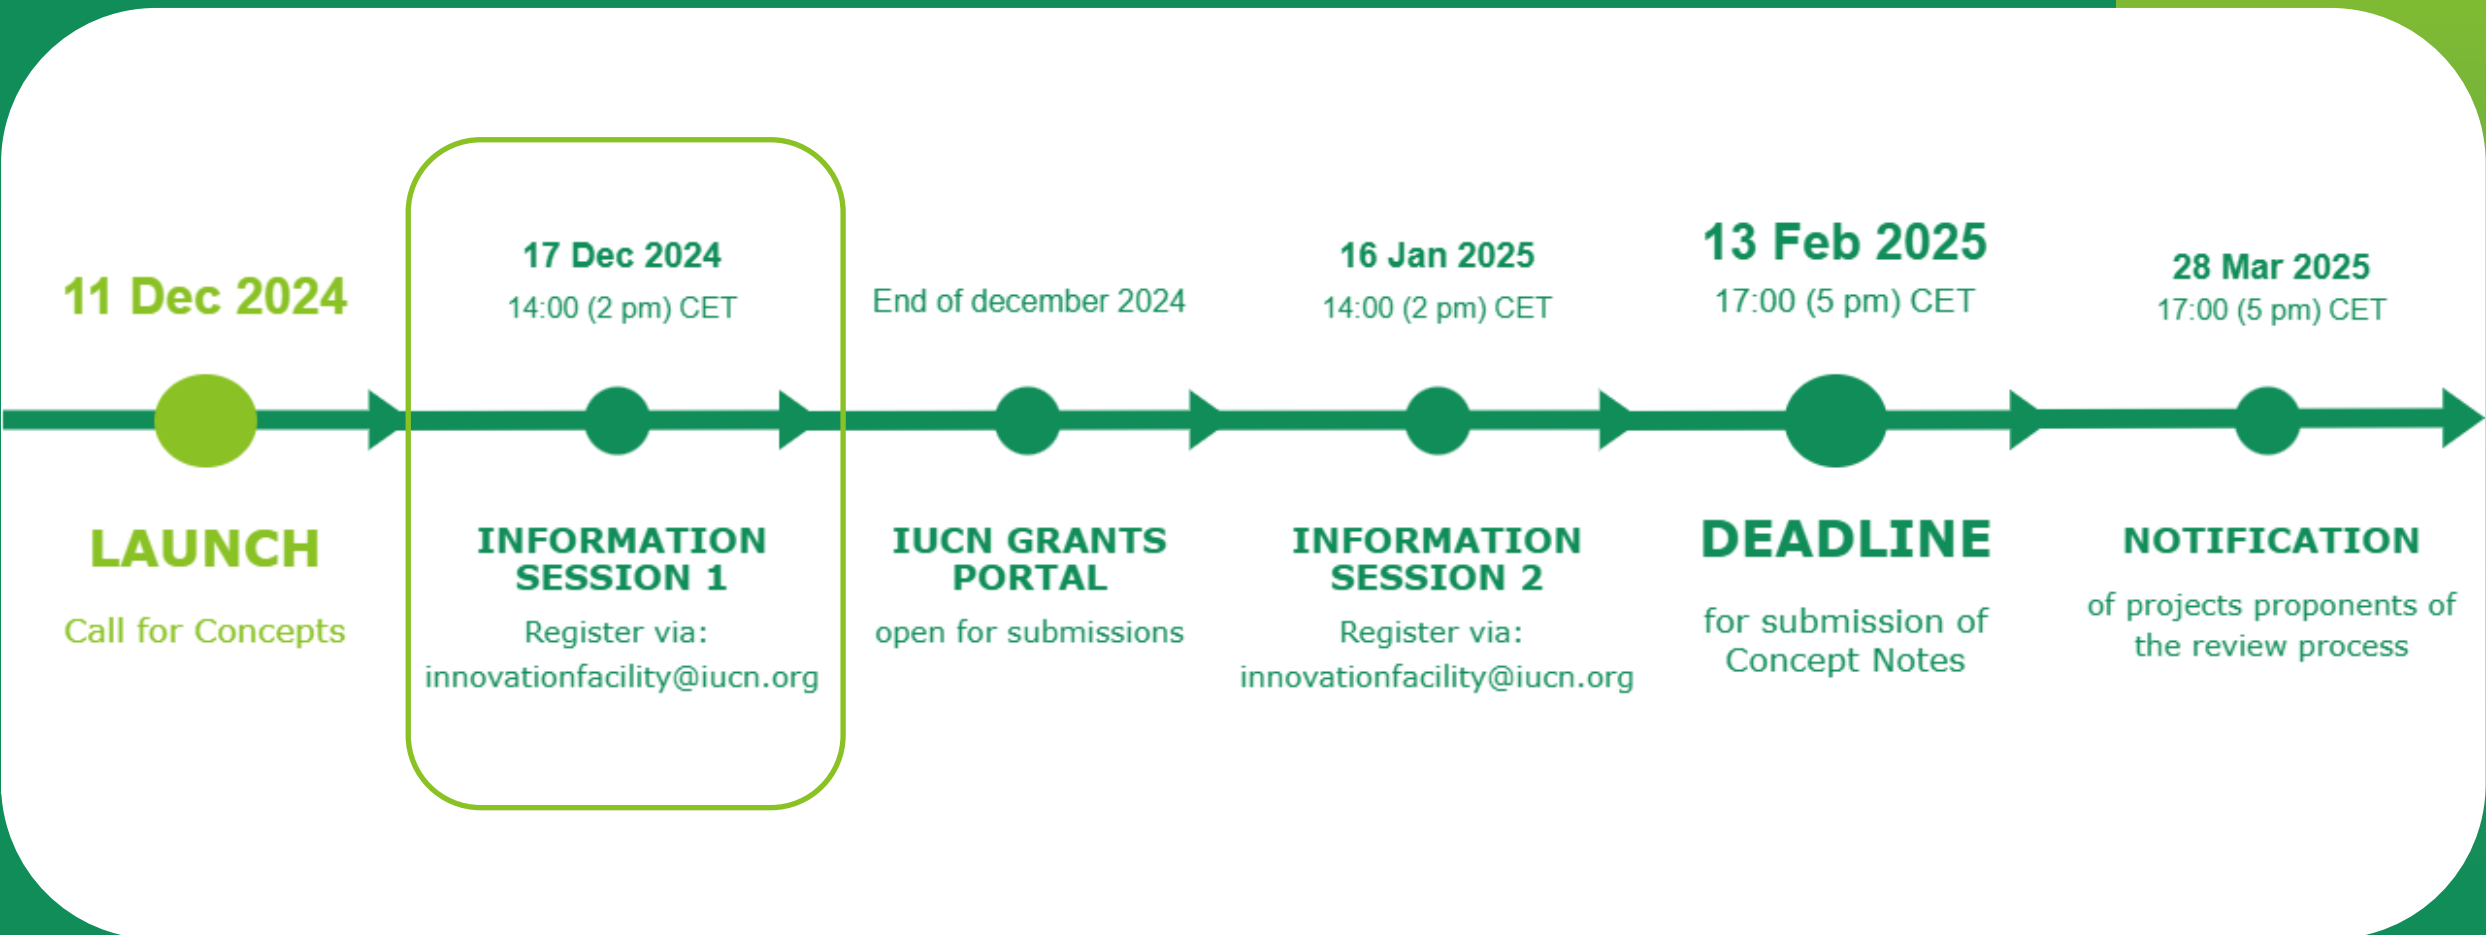 11 Dec 2024
LAUNCH
Call for Concepts
17 Dec 2024
14:00 (2 pm) CET
INFORMATION
SESSION 1
Register via:
innovationfacility@iucn.org
End of december 2024
IUCN GRANTS
PORTAL
open for submissions
16 Jan 2025
14:00 (2 pm) CET
INFORMATION
SESSION 2
Register via:
innovationfacility@iucn.org
13 Feb 2025
17:00 (5 pm) CET
DEADLINE
for submission of
Concept Notes
28 Mar 2025
17:00 (5 pm) CET
NOTIFICATION
of projects proponents of
the review process